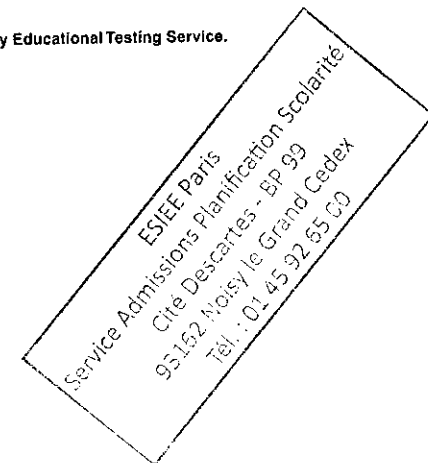 y Educational Testing Service.
ESIEE Paris
Service Admissions Planification Scolarité
Cité Descartes - BP 99
93162 Noisy le Grand Cedex
Tél. : 01 45 92 65 00